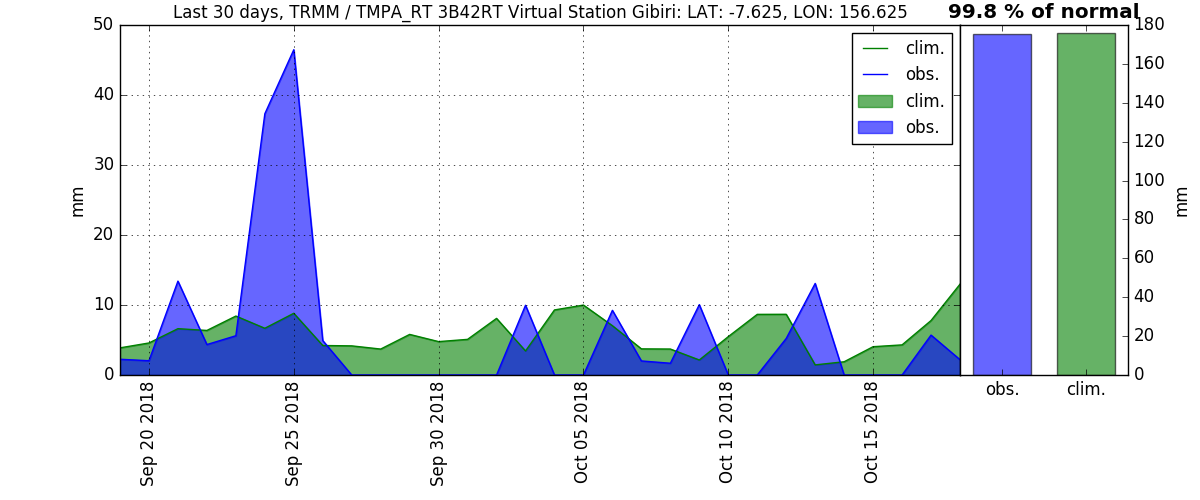 Last 30 days, TRMM / TMPA_RT 3B42RT Virtual Station Gibiri: LAT: -7.625, LON: 156.625
99.8 % of normal
50
40
30
20
10
0
mm
clim.
obs.
clim.
obs.
180
160
140
120
100
80
60
40
20
0
mm
obs.
clim.
Sep 20 2018
Sep 25 2018
Sep 30 2018
Oct 05 2018
Oct 10 2018
Oct 15 2018